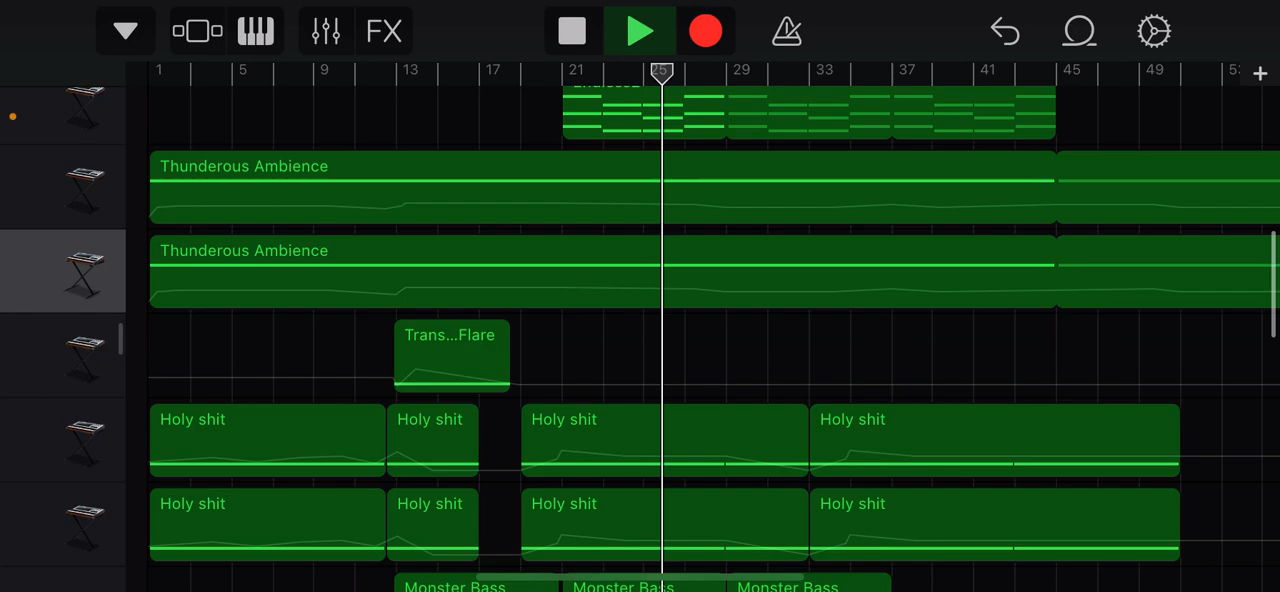 FX
1 5 9 13 17 21 25 29 33 37 41 45 49
Thunderous Ambience
Thunderous Ambience
Trans...Flare
Holy shit Holy shit Holy shit Holy shit
Holy shit Holy shit Holy shit Holy shit
Monster Bass Monster Bass Monster Bass